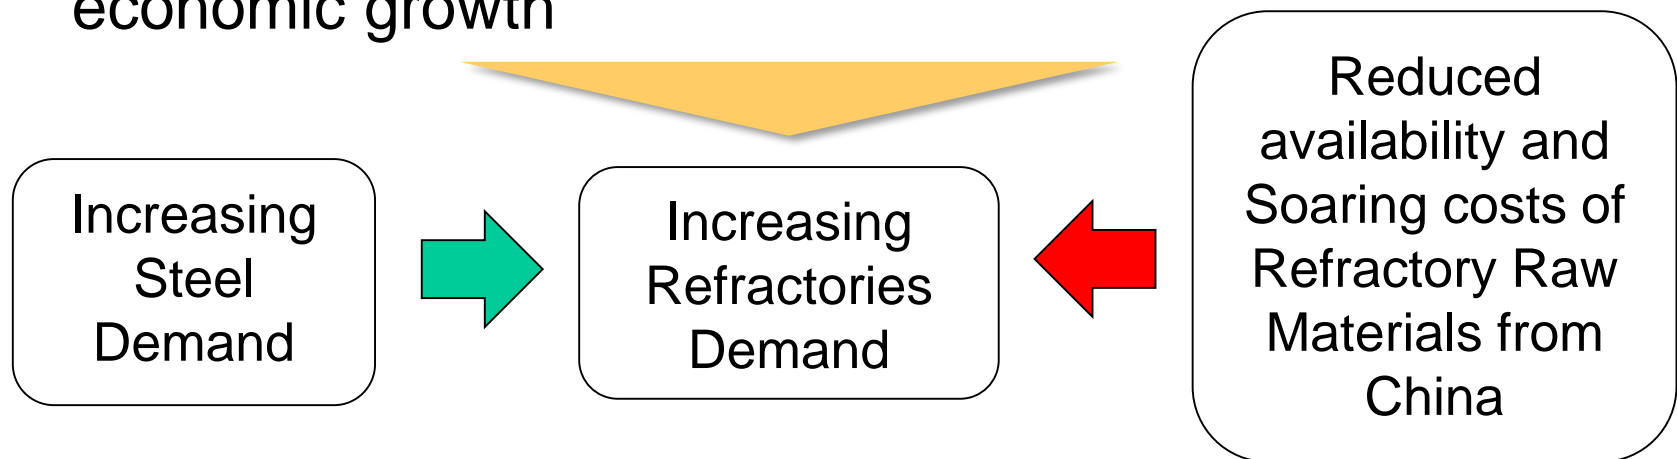 economic growth
Increasing
Steel
Demand
Increasing
Refractories
Demand
Reduced
availability and
Soaring costs of
Refractory Raw
Materials from
China